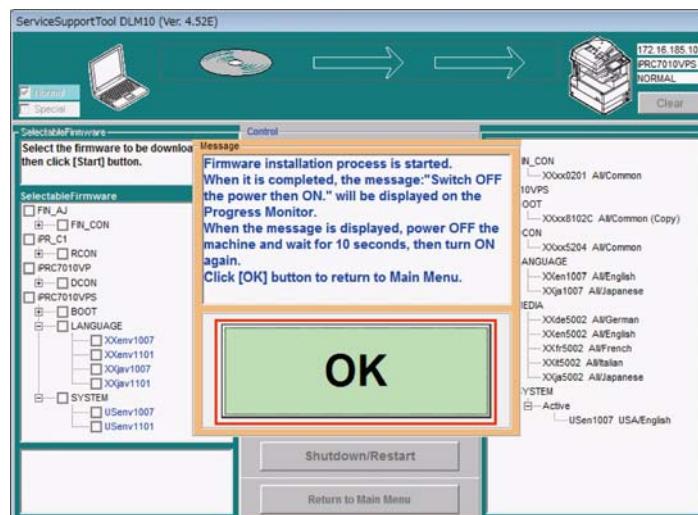 ServiceSupportTool DLM10 (Ver. 4.52E)
Normal
Special
172.16.185.10
iPRC7010VPS
NORMAL
Clear
SelectableFirmware
Select the firmware to be downloa
then click [Start] button.
SelectableFirmware
FIN_AJ
FIN_CON
iPR_C1
RCON
iPRC7010VP
DCON
iPRC7010VPS
BOOT
LANGUAGE
XXenv1007
XXenv1101
XXjav1007
XXjav1101
SYSTEM
USenv1007
USenv1101
Control
Message
Firmware installation process is started.
When it is completed, the message:"Switch OFF
the power then ON." will be displayed on the
Progress Monitor.
When the message is displayed, power OFF the
machine and wait for 10 seconds, then turn ON
again.
Click [OK] button to return to Main Menu.
OK
Shutdown/Restart
Return to Main Menu
IN_CON
XXxx0201 All/Common
10VPS
OOT
XXxx8102C All/Common (Copy)
CON
XXxx5204 All/Common
ANGUAGE
XXen1007 All/English
XXja1007 All/Japanese
EDIA
XXde5002 All/German
XXen5002 All/English
XXfr5002 All/French
XXit5002 All/Italian
XXja5002 All/Japanese
YSTEM
Active
USen1007 USA/English